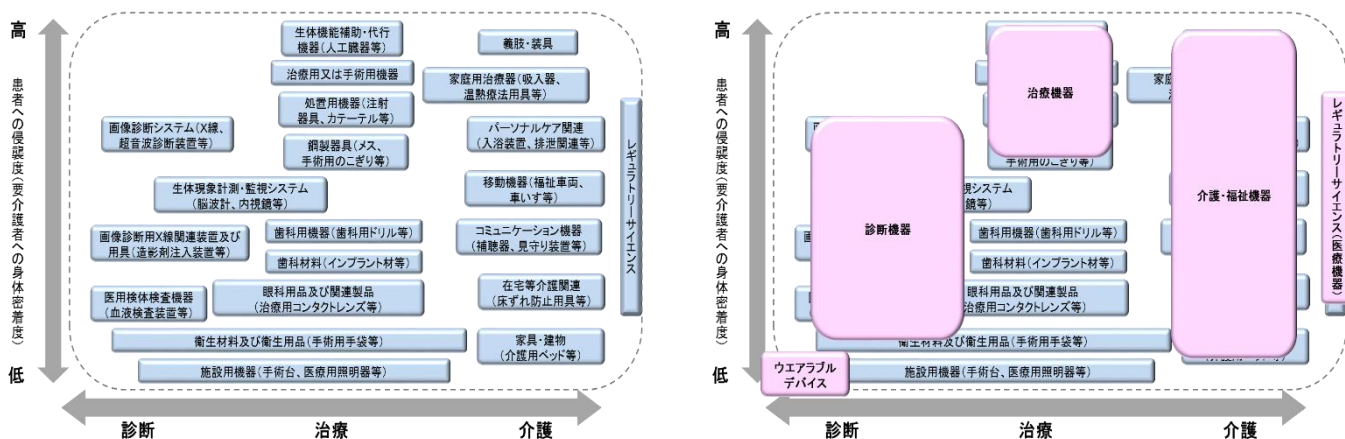 高
患者への侵襲度(要介護者への身体密着度)
低
生体機能補助・代行
機器(人工臓器等)
義肢・装具
治療用又は手術用機器
家庭用治療器(吸入器、
温熱療法用具等)
処置用機器(注射
器具、カテーテル等)
画像診断システム(X線、
超音波診断装置等)
パーソナルケア関連
(入浴装置、排泄関連等)
鋼製器具(メス、
手術用のこぎり等)
生体現象計測・監視システム
(脳波計、内視鏡等)
移動機器(福祉車両、
車いす等)
画像診断用X線関連装置及び
用具(造影剤注入装置等)
歯科用機器(歯科用ドリル等)
コミュニケーション機器
(補聴器、見守り装置等)
歯科材料(インプラント材等)
医用検体検査機器
(血液検査装置等)
眼科用品及び関連製品
(治療用コンタクトレンズ等)
在宅等介護関連
(床ずれ防止用具等)
衛生材料及び衛生用品(手術用手袋等)
家具・建物
(介護用ベッド等)
施設用機器(手術台、医療用照明器等)
レギュラトリーサイエンス
診断
治療
介護
高
患者への侵襲度(要介護者への身体密着度)
低
治療機器
家庭
手術用のこぎり等)
診断機器
視システム
鏡等)
介護・福祉機器
歯科用機器(歯科用ドリル等)
歯科材料(インプラント材等)
眼科用品及び関連製品
(治療用コンタクトレンズ等)
衛生材料及び衛生用品(手術用手袋等)
ウエアラブル
デバイス
施設用機器(手術台、医療用照明器等)
レギュラトリーサイエンス(医療機器)
診断
治療
介護